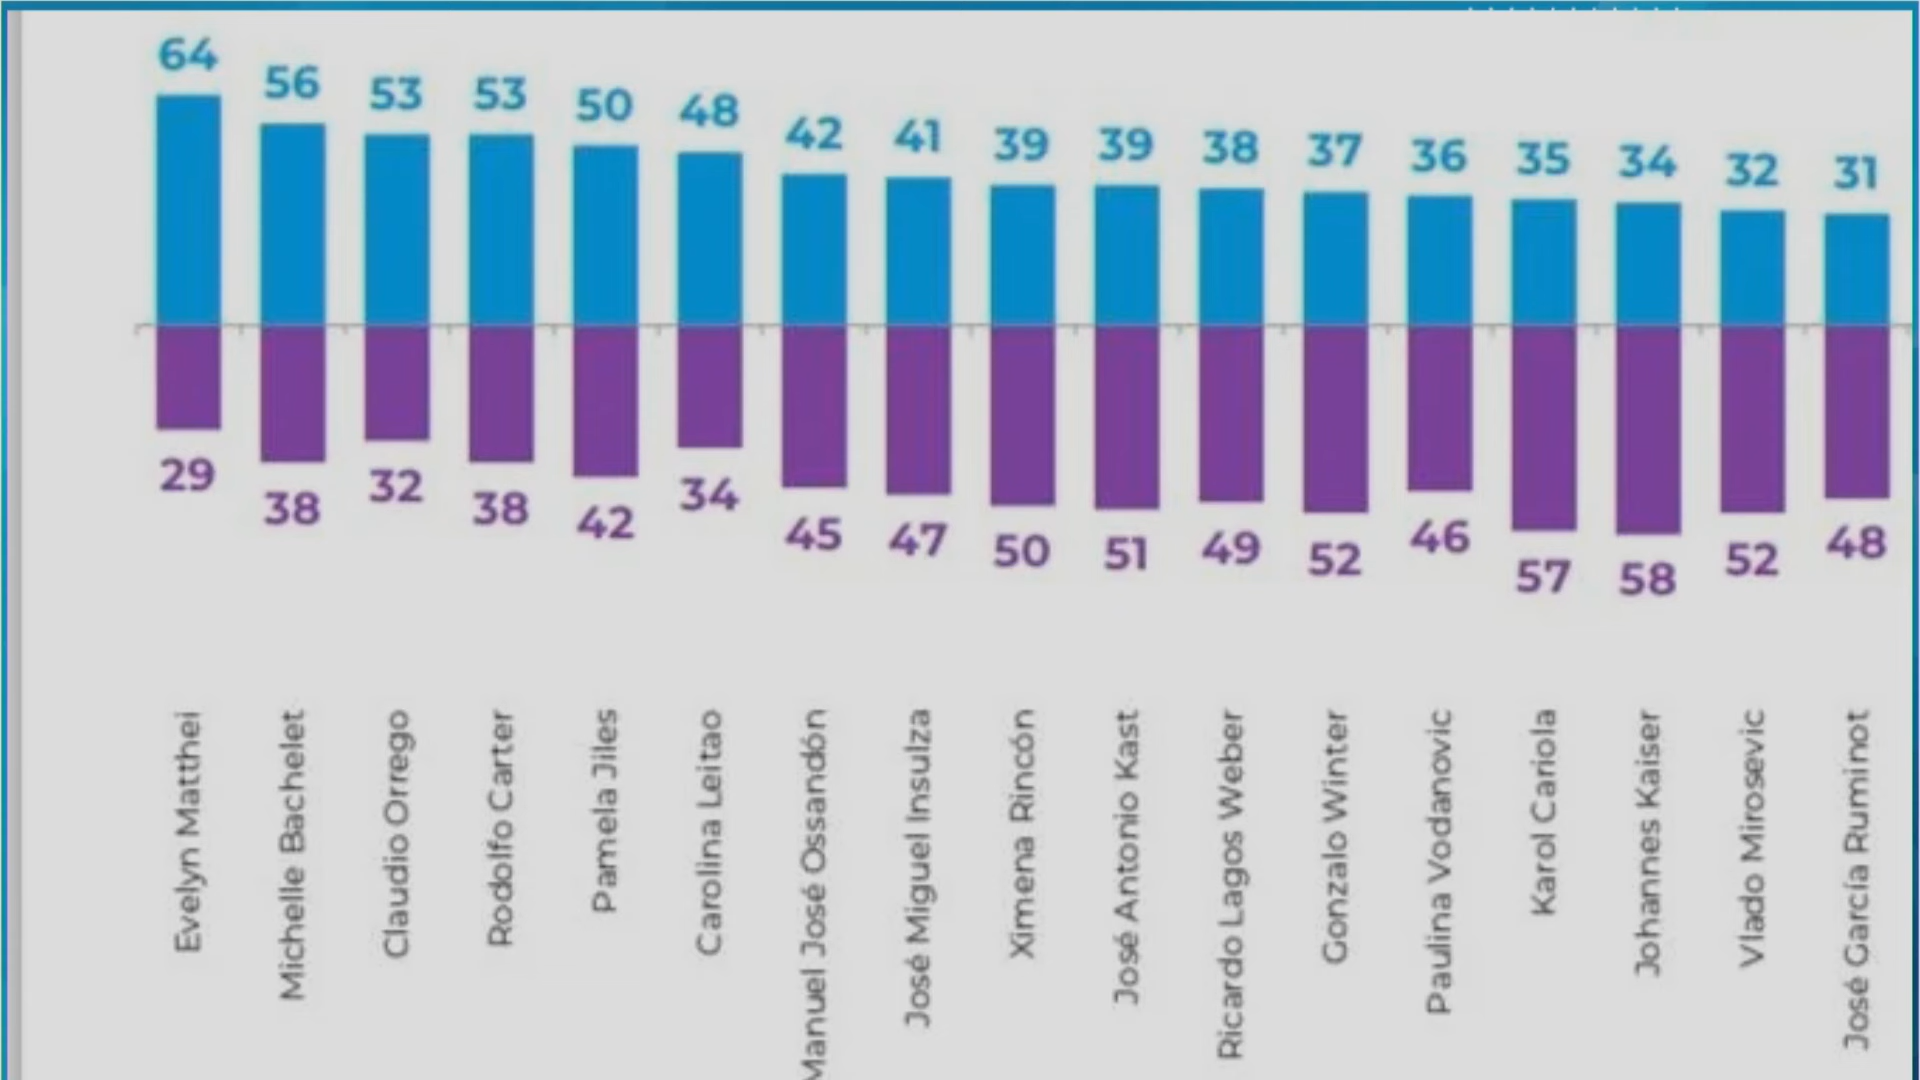 64 56 53 53 50 48 42 41 39 39 38 37 36 35 34 32 31
29 38 32 38 42 34 45 47 50 51 49 52 46 57 58 52 48
Evelyn Matthei
Michelle Bachelet
Claudio Orrego
Rodolfo Carter
Pamela Jiles
Carolina Leitao
Manuel José Ossandón
José Miguel Insulza
Ximena Rincón
José Antonio Kast
Ricardo Lagos Weber
Gonzalo Winter
Paulina Vodanovic
Karol Cariola
Johannes Kaiser
Vlado Mirosevic
José García Ruminot